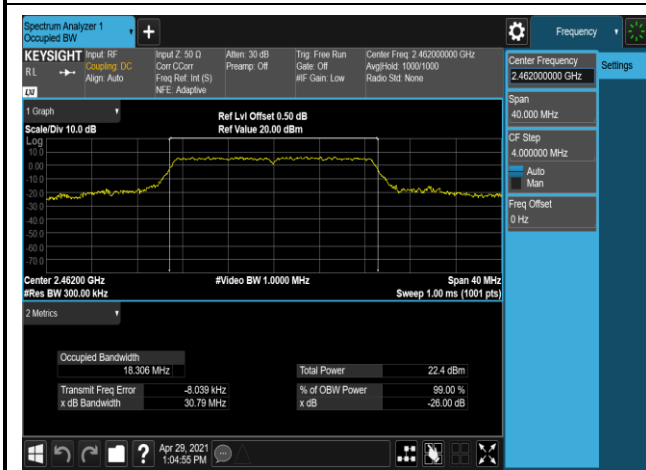 Spectrum Analyzer 1
Occupied BW
+
Frequency
KEYSIGHT
RL
LXI
Input: RF
Coupling: DC
Align: Auto
Input Z: 50 Ω
Corr CCorr
Freq Ref: Int (S)
NFE: Adaptive
Atten: 30 dB
Preamp: Off
Trig: Free Run
Gate: Off
#IF Gain: Low
Center Freq: 2.462000000 GHz
Avg|Hold: 1000/1000
Radio Std: None
Center Frequency
2.462000000 GHz
Settings
Span
40.000 MHz
CF Step
4.000000 MHz
Auto
Man
Freq Offset
0 Hz
1 Graph
Scale/Div 10.0 dB
Ref Lvl Offset 0.50 dB
Ref Value 20.00 dBm
Log
10.0
0.00
-10.0
-20.0
-30.0
-40.0
-50.0
-60.0
-70.0
Center 2.46200 GHz
#Res BW 300.00 kHz
#Video BW 1.0000 MHz
Span 40 MHz
Sweep 1.00 ms (1001 pts)
2 Metrics
Occupied Bandwidth
18.306 MHz
Total Power 22.4 dBm
Transmit Freq Error -8.039 kHz
% of OBW Power 99.00 %
x dB Bandwidth 30.79 MHz
x dB -26.00 dB
?
Apr 29, 2021
1:04:55 PM